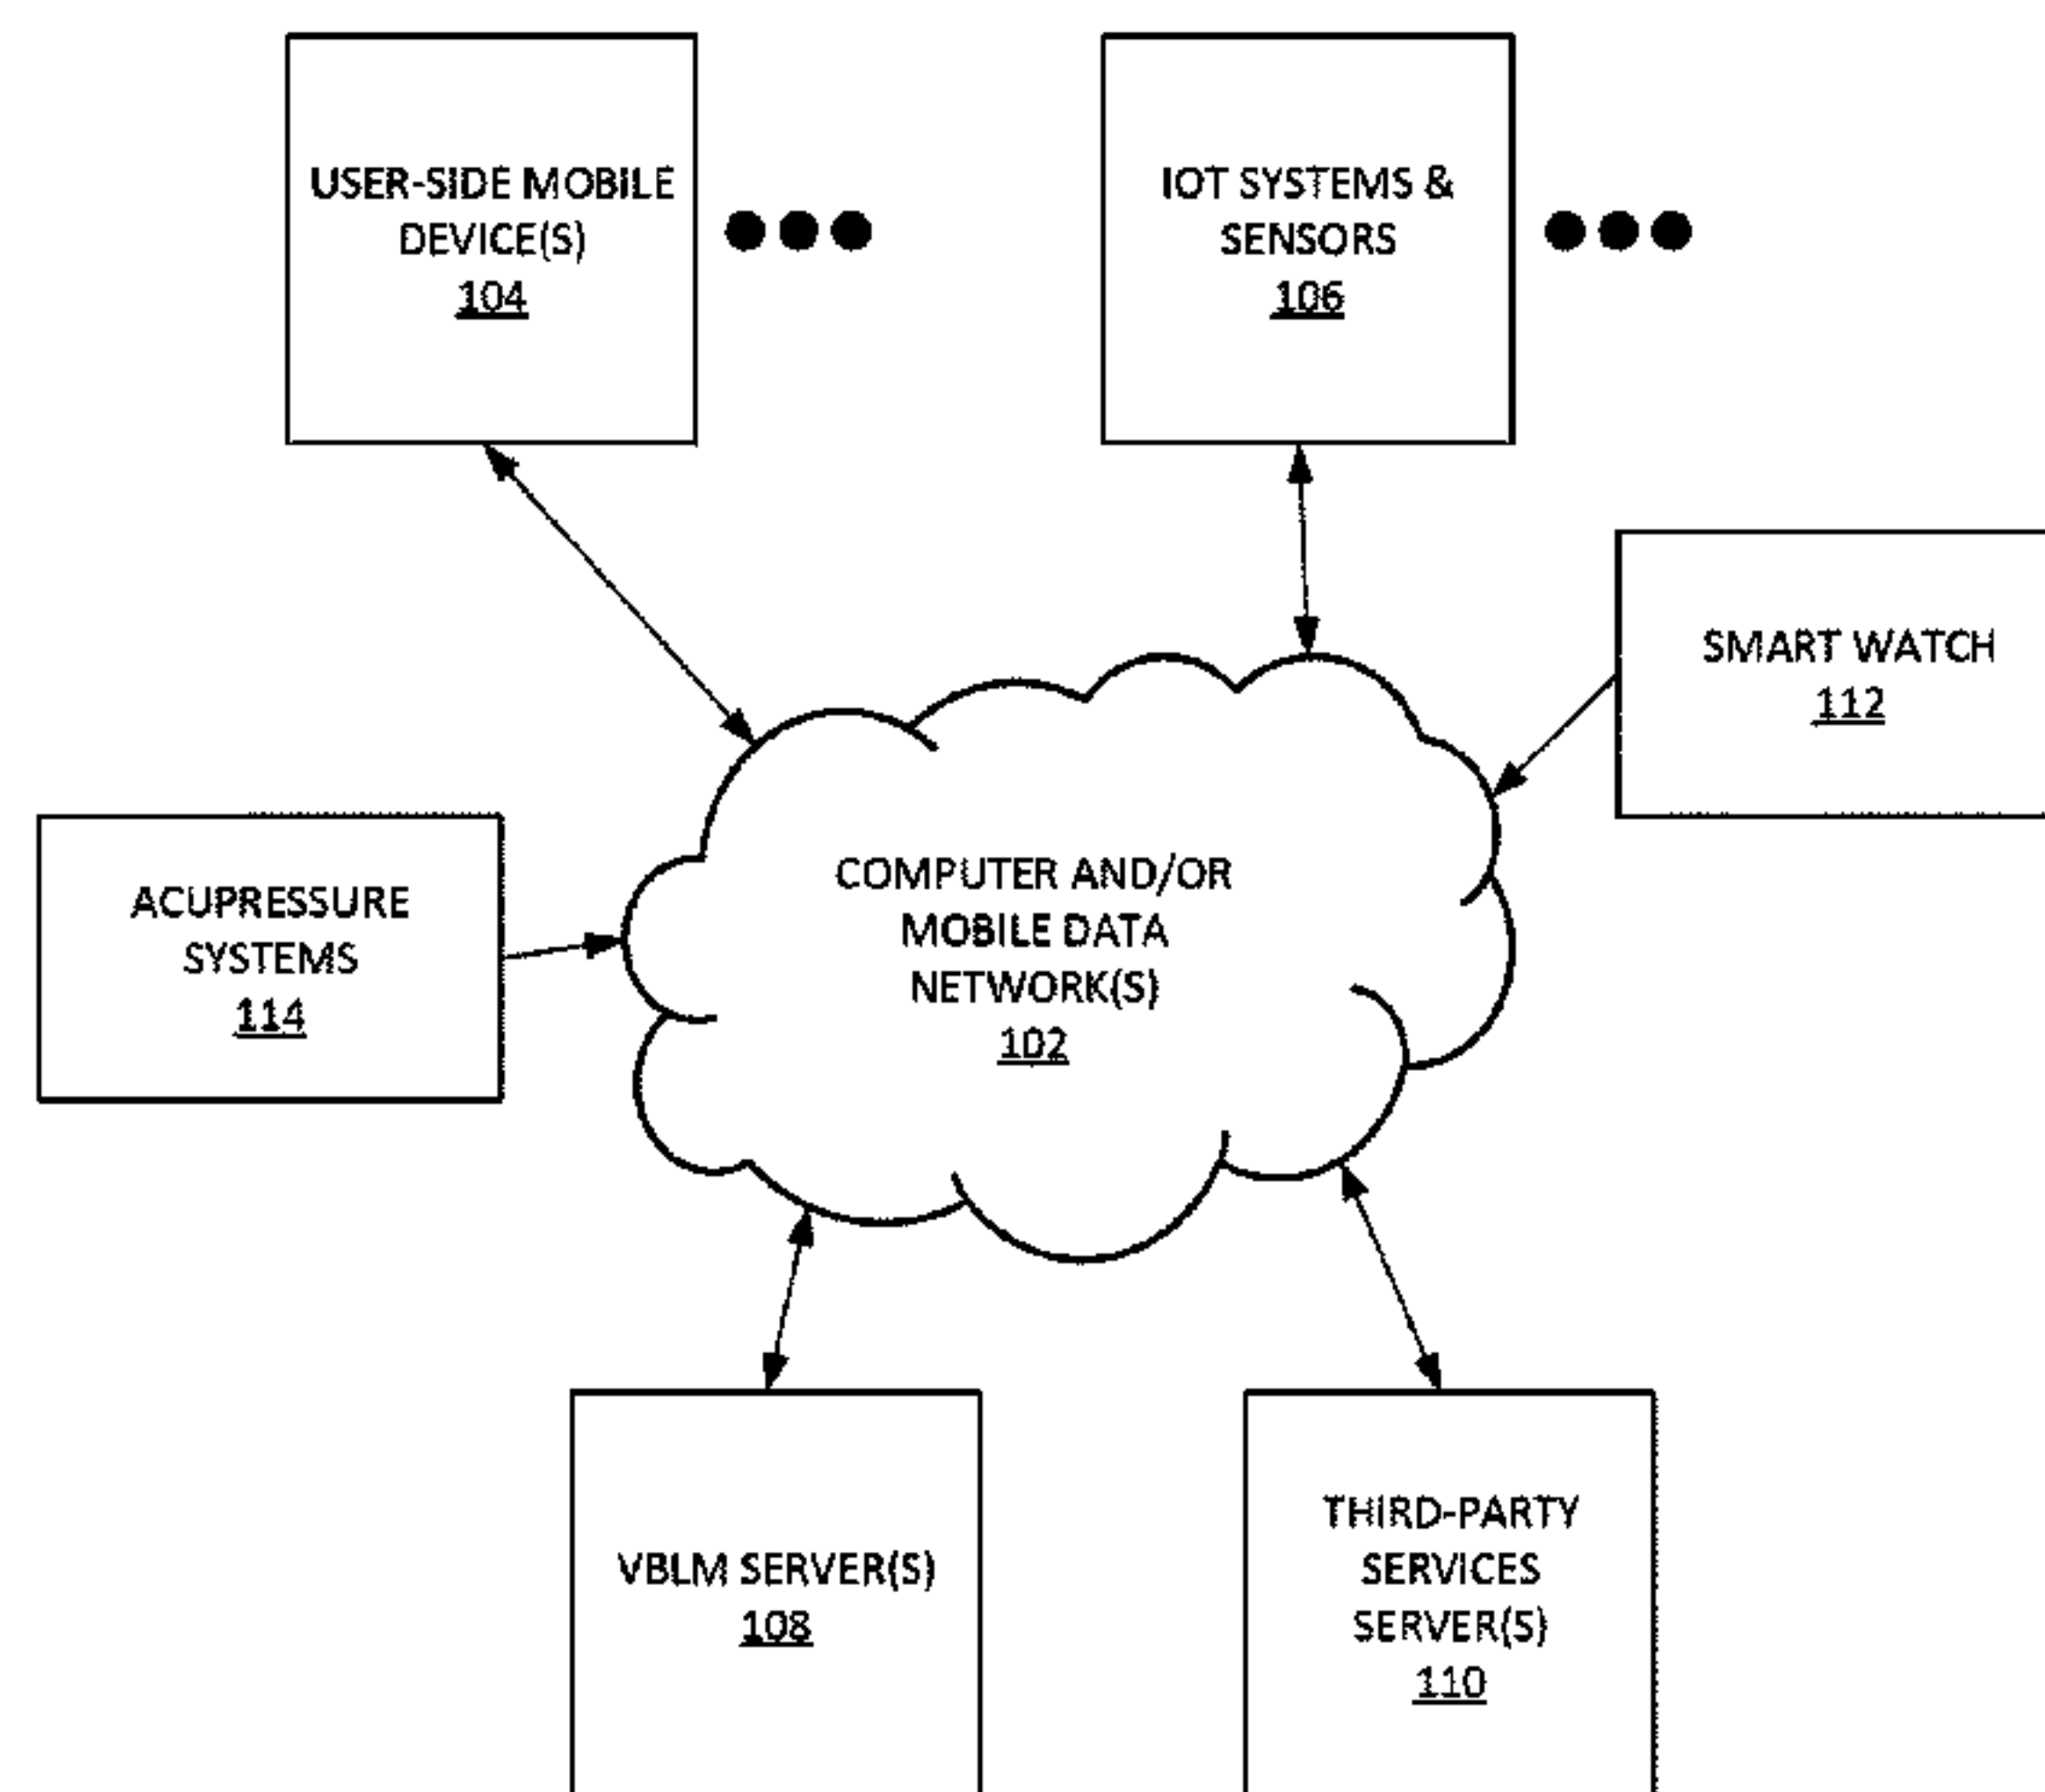 USER-SIDE MOBILE
DEVICE(S)
104
IOT SYSTEMS &
SENSORS
106
SMART WATCH
112
ACUPRESSURE
SYSTEMS
114
COMPUTER AND/OR
MOBILE DATA
NETWORK(S)
102
VBLM SERVER(S)
108
THIRD-PARTY
SERVICES
SERVER(S)
110